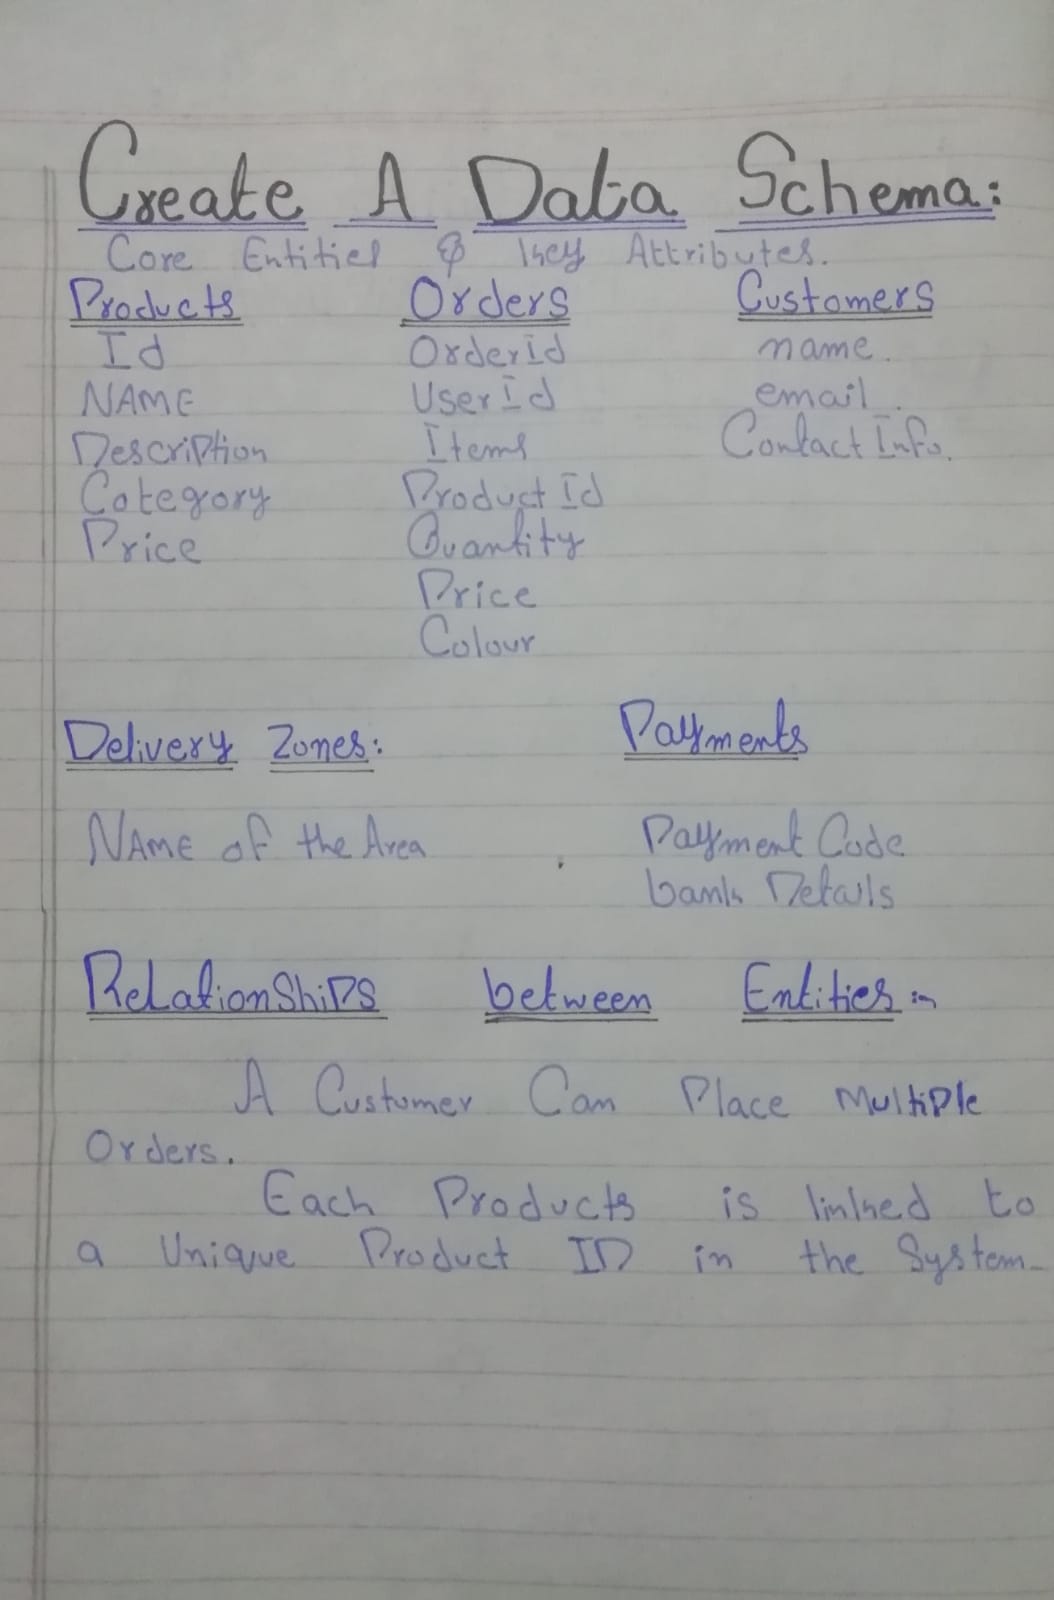 Create A Data Schema:
Core Entities & Key Attributes.
Products Orders Customers
Id OrderId name.
NAME UserId email.
Description Items Contact Info.
Category Product Id
Price Quantity
Price
Colour
Delivery Zones: Payments
NAME of the Area Payment Code
bank Details
RelationShips between Entities :-
A Customer Can Place Multiple
Orders.
Each Products is linked to
a Unique Product ID in the System.